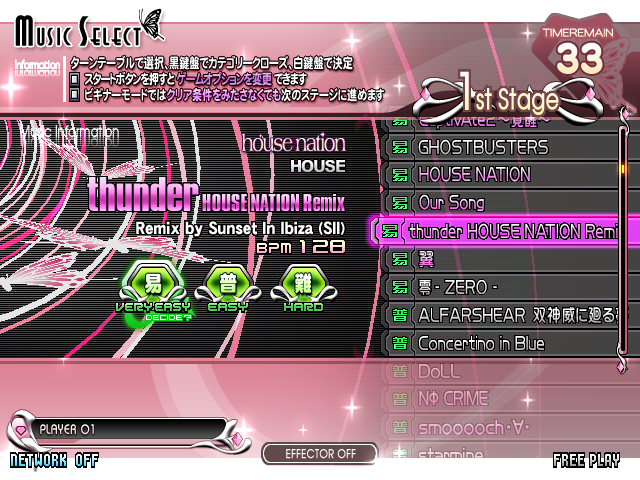 Music Select
TIMEREMAIN
33
Information
ターンテーブルで選択、黒鍵盤でカテゴリークローズ、白鍵盤で決定
スタートボタンを押すとゲームオプションを変更できます
ビギナーモードではクリア条件をみたさなくても次のステージに進めます
1st Stage
Music Information
house nation
HOUSE
thunder HOUSE NATION Remix
Remix by Sunset In Ibiza (SII)
BPM 128
易 普 難
VERY EASY EASY HARD
DECIDE?
易 CaptivAte2～覚醒～
易 GHOSTBUSTERS
易 HOUSE NATION
易 Our Song
易 thunder HOUSE NATION Remi
易 翼
易 零 - ZERO -
普 ALFARSHEAR 双神威に廻る
普 Concertino in Blue
普 DoLL
普 NΦ CRIME
普 smooooch・∀・
普 starmine
PLAYER 01
NETWORK OFF
EFFECTOR OFF
FREE PLAY